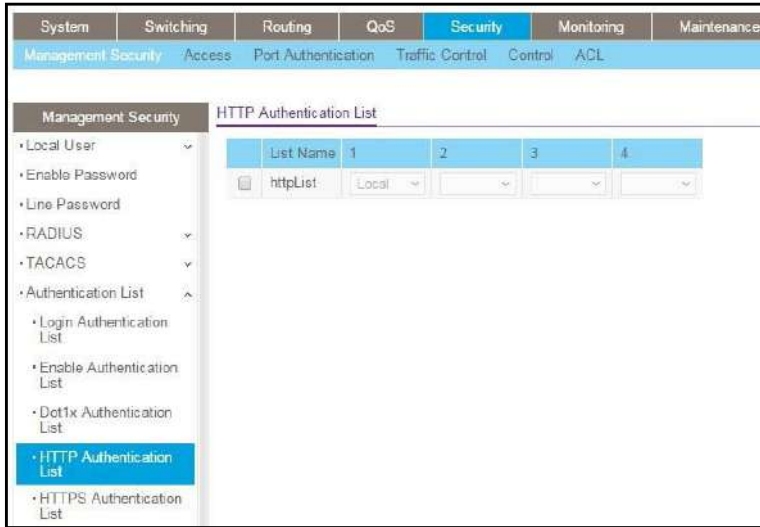 System Switching Routing QoS Security Monitoring Maintenance
Management Security Access Port Authentication Traffic Control Control ACL
Management Security
HTTP Authentication List
Local User
Enable Password
Line Password
RADIUS
TACACS
Authentication List
Login Authentication
List
Enable Authentication
List
Dot1x Authentication
List
HTTP Authentication
List
HTTPS Authentication
List
List Name 1 2 3 4
httpList Local